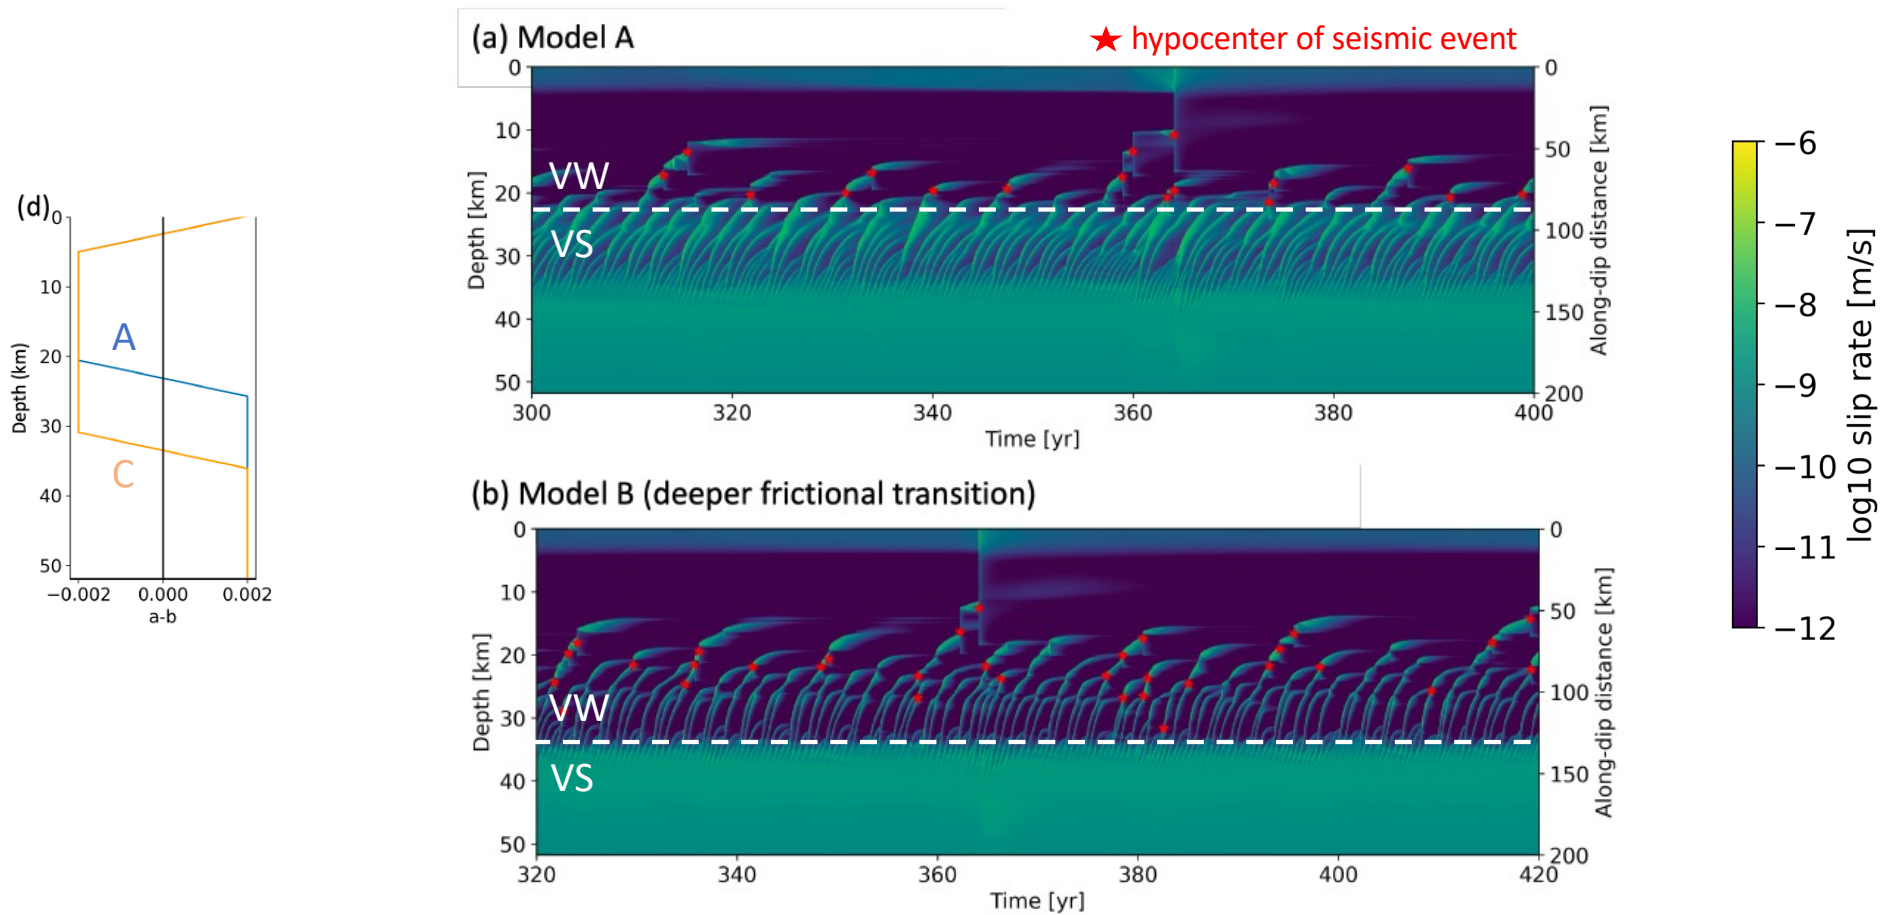 (a) Model A
★ hypocenter of seismic event
0
10
20
30
40
50
Depth [km]
VW
VS
0
50
100
150
200
Along-dip distance [km]
300
320
340
360
380
400
Time [yr]
(d)
0
10
20
30
40
50
Depth (km)
A
C
−0.002
0.000
0.002
a-b
(b) Model B (deeper frictional transition)
0
10
20
30
40
50
Depth [km]
VW
VS
0
50
100
150
200
Along-dip distance [km]
320
340
360
380
400
420
Time [yr]
−6
−7
−8
−9
−10
−11
−12
log10 slip rate [m/s]